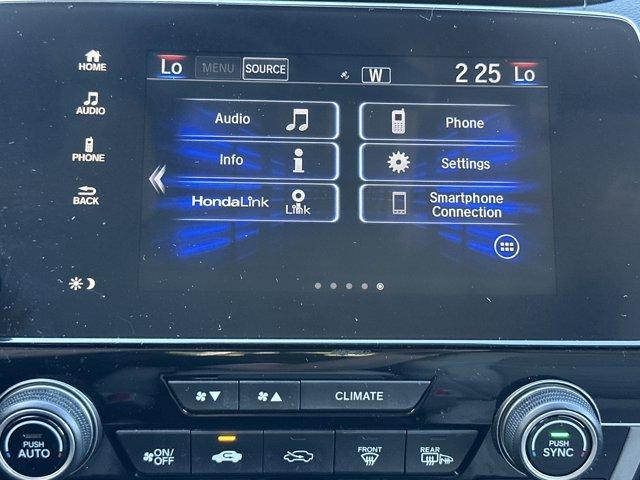 HOME
AUDIO
PHONE
BACK
Lo MENU SOURCE W 2 25 Lo
Audio
Phone
Info
Settings
HondaLink Link
Smartphone
Connection
CLIMATE
PUSH
AUTO
ON/
OFF
FRONT
REAR
PUSH
SYNC